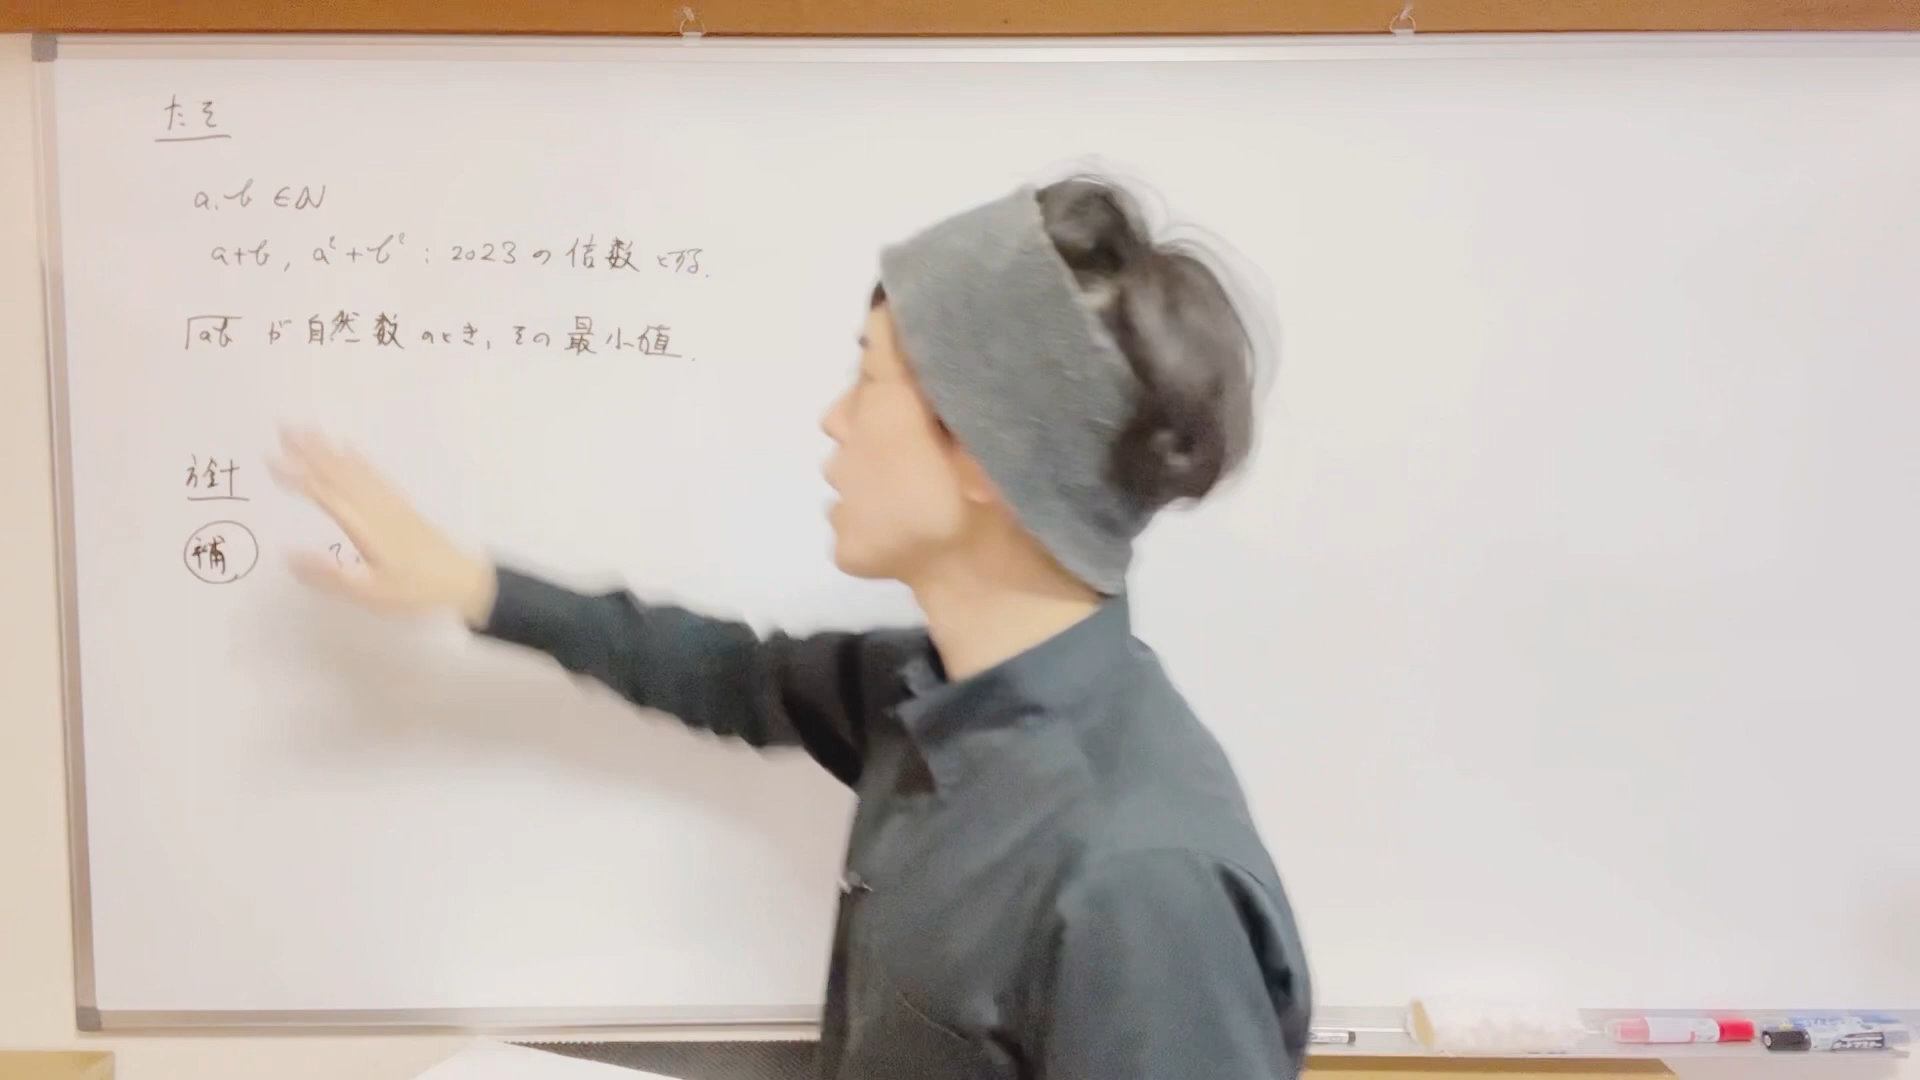 たそ
a, b ∈ N
a+b, a²+b² : 2023の倍数とする.
√ab が自然数のとき, その最小値.
方針
補